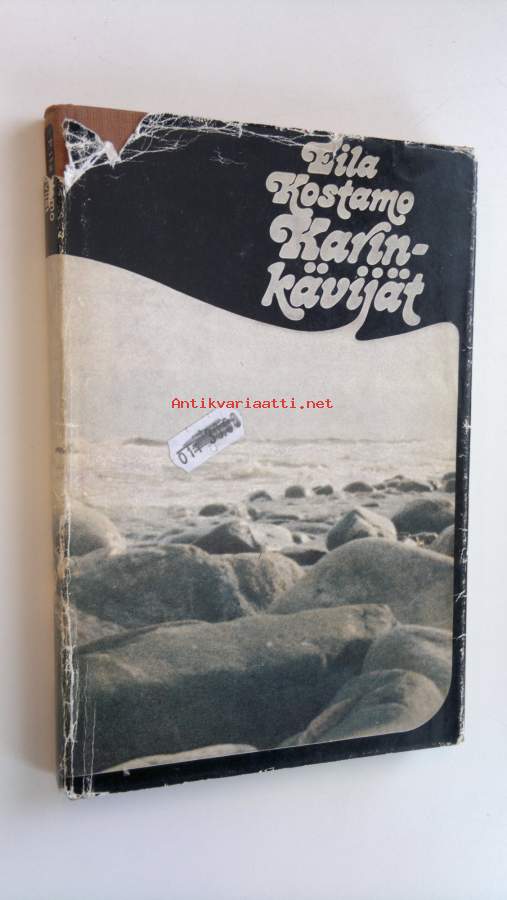 Eila
Kostamo
Karin-
kävijät
Antikvariaatti.net